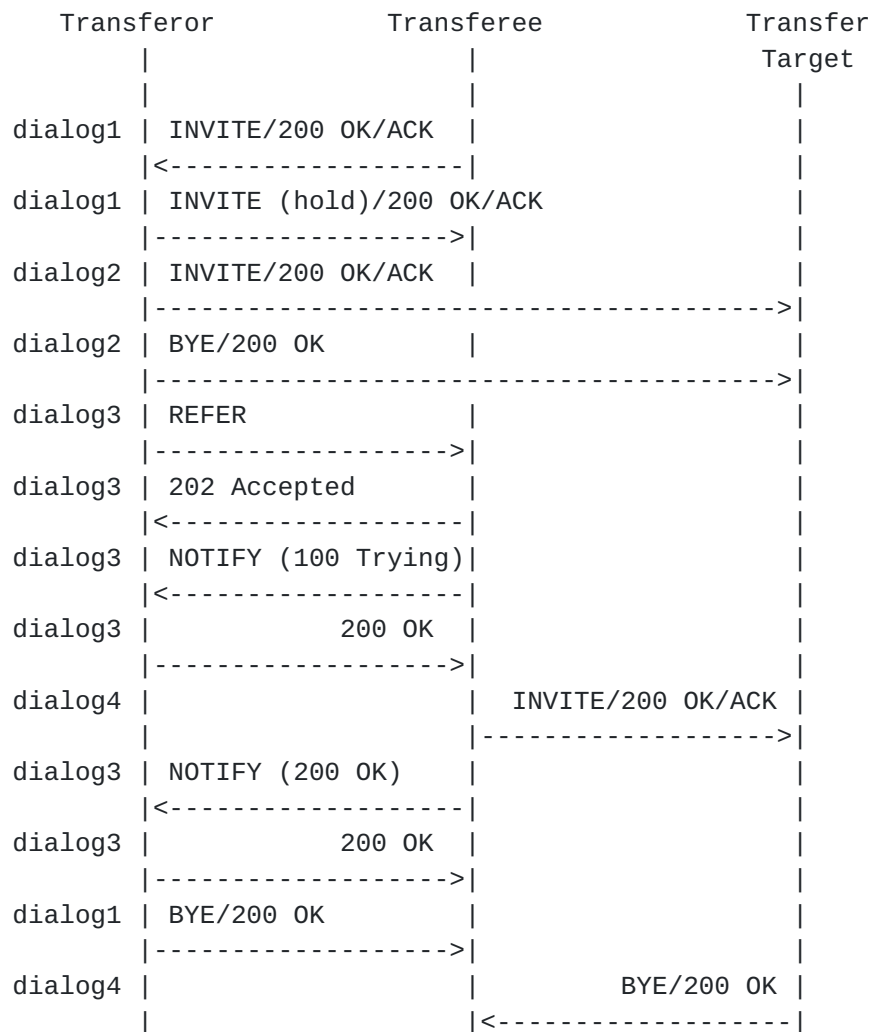 Transferor           Transferee             Transfer
     |                    |                  Target
     |                    |                    |
dialog1 | INVITE/200 OK/ACK  |                    |
        |<-------------------|                    |
dialog1 | INVITE (hold)/200 OK/ACK                |
        |------------------->|                    |
dialog2 | INVITE/200 OK/ACK  |                    |
        |---------------------------------------->|
dialog2 | BYE/200 OK         |                    |
        |---------------------------------------->|
dialog3 | REFER              |                    |
        |------------------->|                    |
dialog3 | 202 Accepted       |                    |
        |<-------------------|                    |
dialog3 | NOTIFY (100 Trying)|                    |
        |<-------------------|                    |
dialog3 |            200 OK  |                    |
        |------------------->|                    |
dialog4 |                    |  INVITE/200 OK/ACK |
        |                    |------------------->|
dialog3 | NOTIFY (200 OK)    |                    |
        |<-------------------|                    |
dialog3 |            200 OK  |                    |
        |------------------->|                    |
dialog1 | BYE/200 OK         |                    |
        |------------------->|                    |
dialog4 |                    |         BYE/200 OK |
        |                    |<-------------------|